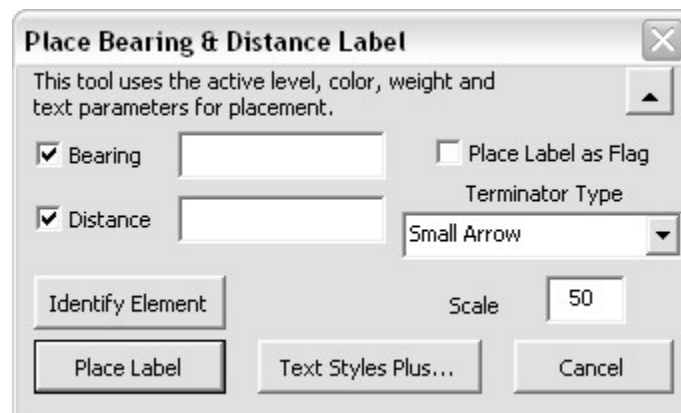 Place Bearing & Distance Label
This tool uses the active level, color, weight and
text parameters for placement.
Bearing
Place Label as Flag
Terminator Type
Distance
Small Arrow
Identify Element
Scale
50
Place Label
Text Styles Plus...
Cancel